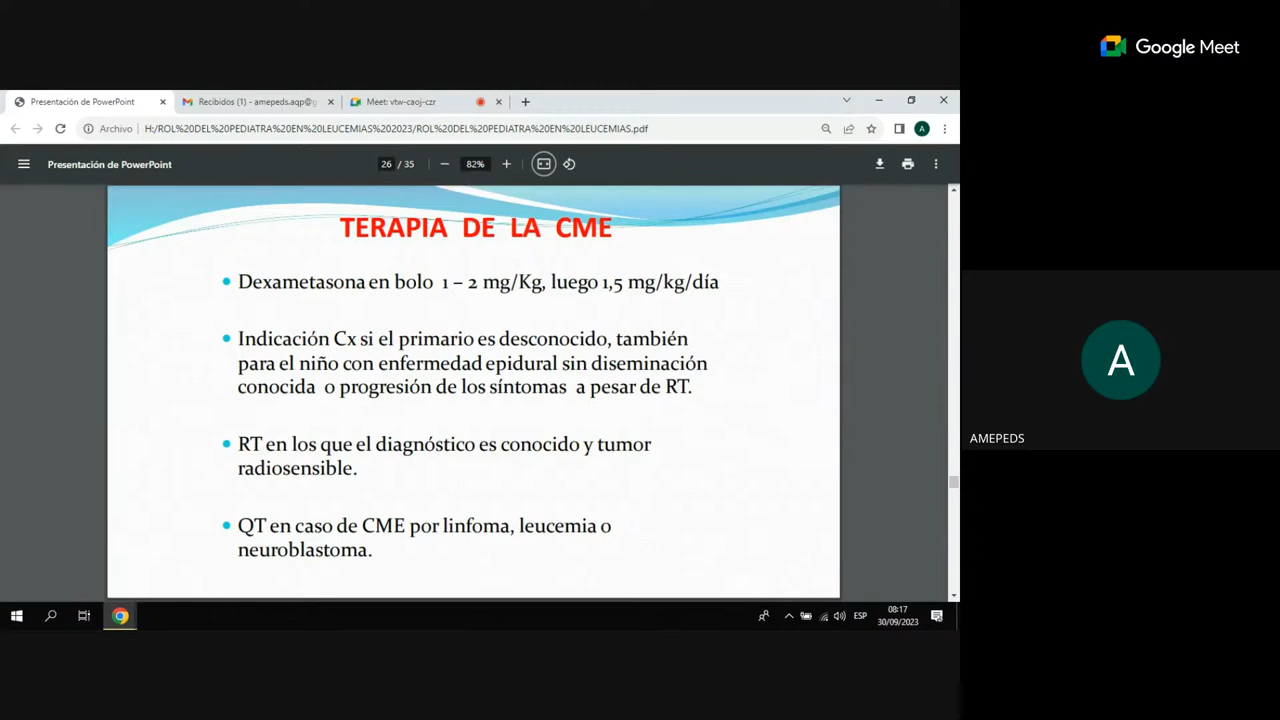 Google Meet
Presentación de PowerPoint
Recibidos (1) - amepeds.aqp@g
Meet: vtw-caoj-czr
Archivo
H:/ROL%20DEL%20PEDIATRA%20EN%20LEUCEMIAS%202023/ROL%20DEL%20PEDIATRA%20EN%20LEUCEMIAS.pdf
A
Presentación de PowerPoint
26 / 35
82%
TERAPIA DE LA CME
Dexametasona en bolo 1 – 2 mg/Kg, luego 1,5 mg/kg/día
Indicación Cx si el primario es desconocido, también
para el niño con enfermedad epidural sin diseminación
conocida o progresión de los síntomas a pesar de RT.
RT en los que el diagnóstico es conocido y tumor
radiosensible.
QT en caso de CME por linfoma, leucemia o
neuroblastoma.
A
AMEPEDS
ESP
08:17
30/09/2023